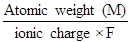 Atomic weight (M)
ionic charge × F